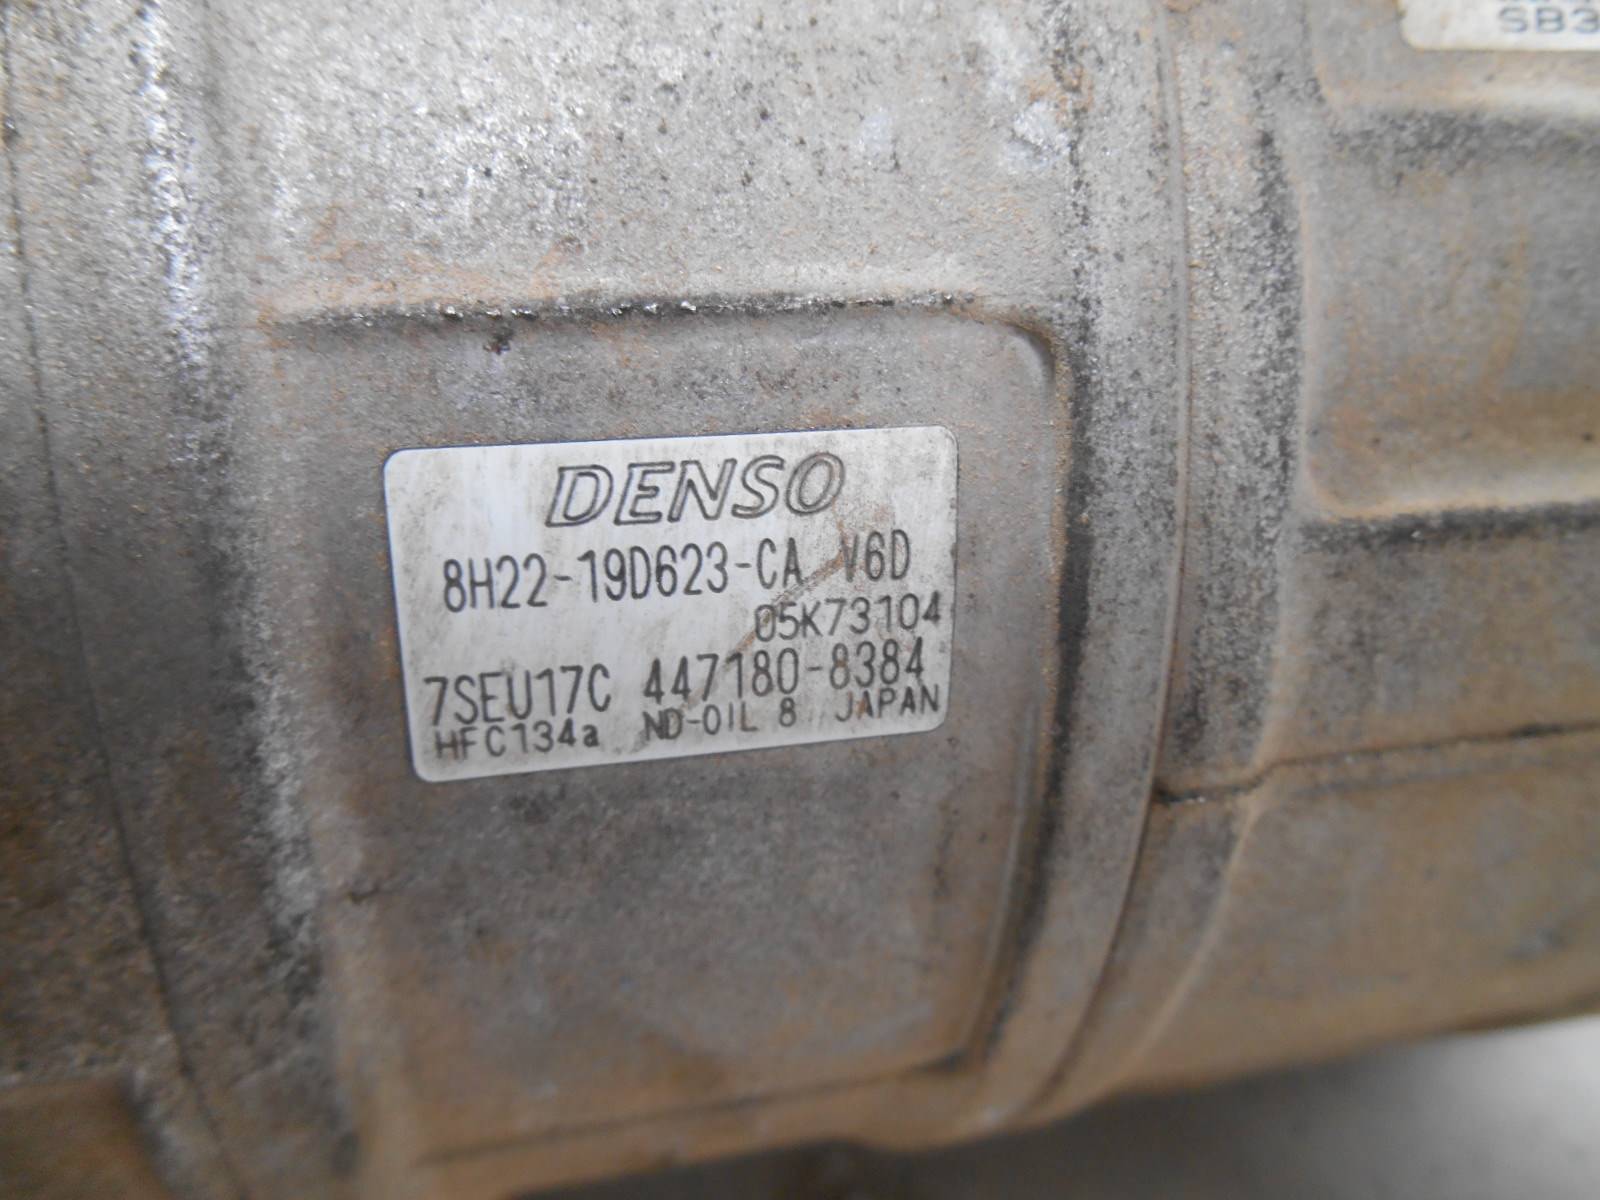 SB3
DENSO
8H22-19D623-CA V6D
05K73104
7SEU17C 447180-8384
HFC134a ND-OIL 8 JAPAN